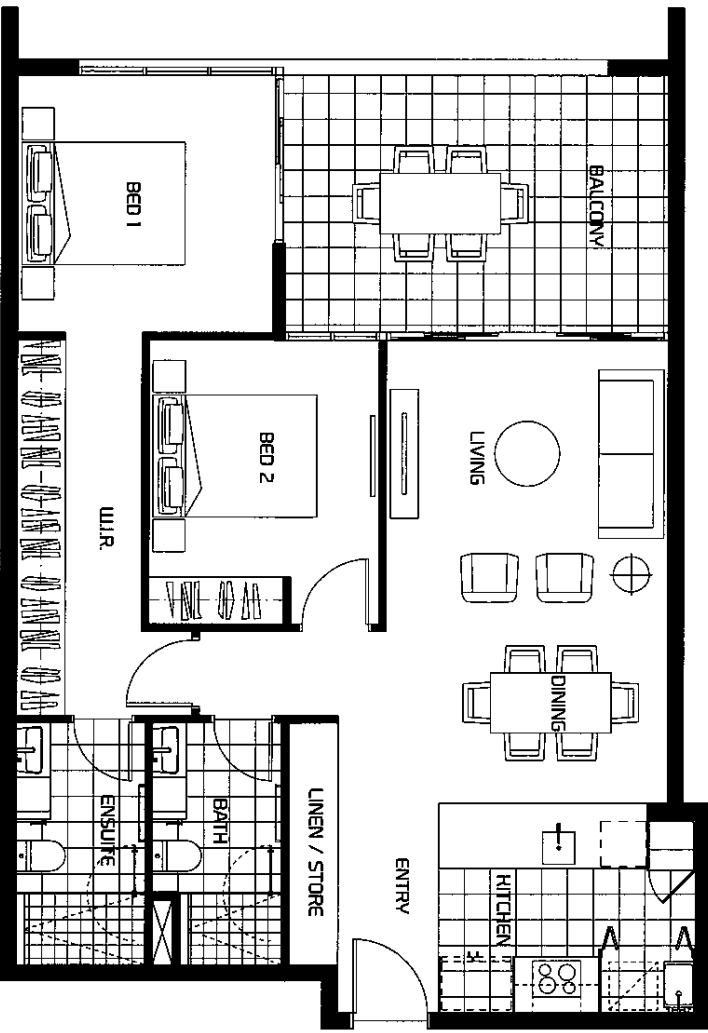 BALCONY
BED 1
LIVING
BED 2
W.I.R.
DINING
ENSUITE
BATH
LINEN / STORE
ENTRY
KITCHEN